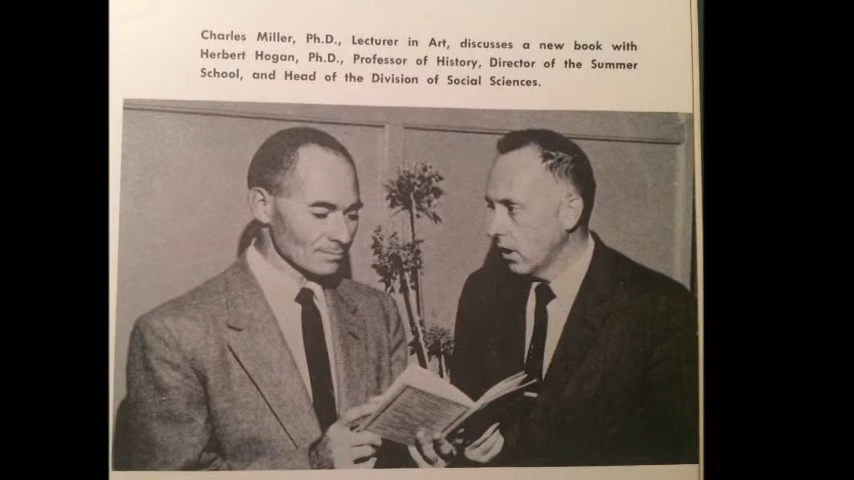 Charles Miller, Ph.D., Lecturer in Art, discusses a new book with
Herbert Hogan, Ph.D., Professor of History, Director of the Summer
School, and Head of the Division of Social Sciences.